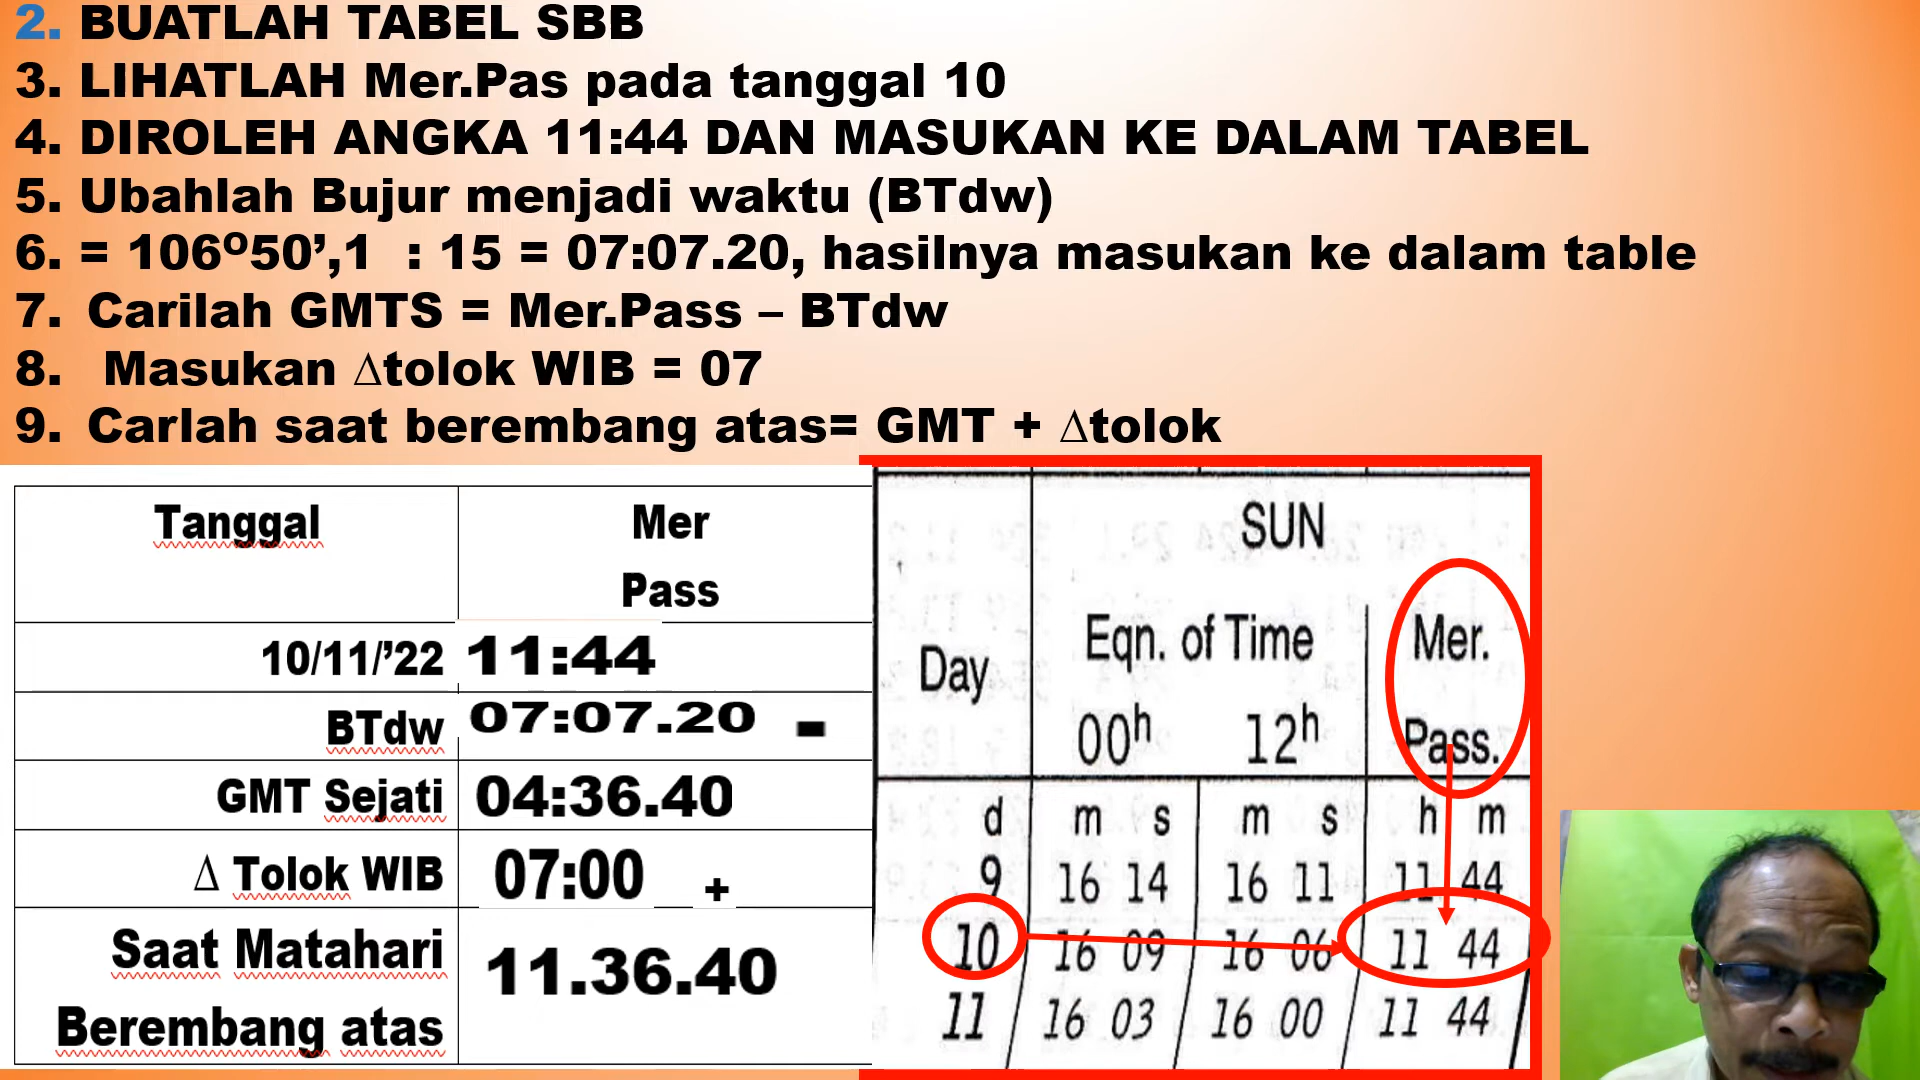 2. BUATLAH TABEL SBB
3. LIHATLAH Mer.Pas pada tanggal 10
4. DIROLEH ANGKA 11:44 DAN MASUKAN KE DALAM TABEL
5. Ubahlah Bujur menjadi waktu (BTdw)
6. = 106º50’,1 : 15 = 07:07.20, hasilnya masukan ke dalam table
7. Carilah GMTS = Mer.Pass – BTdw
8. Masukan ∆tolok WIB = 07
9. Carlah saat berembang atas= GMT + ∆tolok
Tanggal Mer
Pass
10/11/’22 11:44
BTdw 07:07.20 -
GMT Sejati 04:36.40
∆ Tolok WIB 07:00 +
Saat Matahari
Berembang atas 11.36.40
SUN
Day Eqn. of Time Mer.
00ʰ 12ʰ Pass.
d m s m s h m
9 16 14 16 11 11 44
10 16 09 16 06 11 44
11 16 03 16 00 11 44